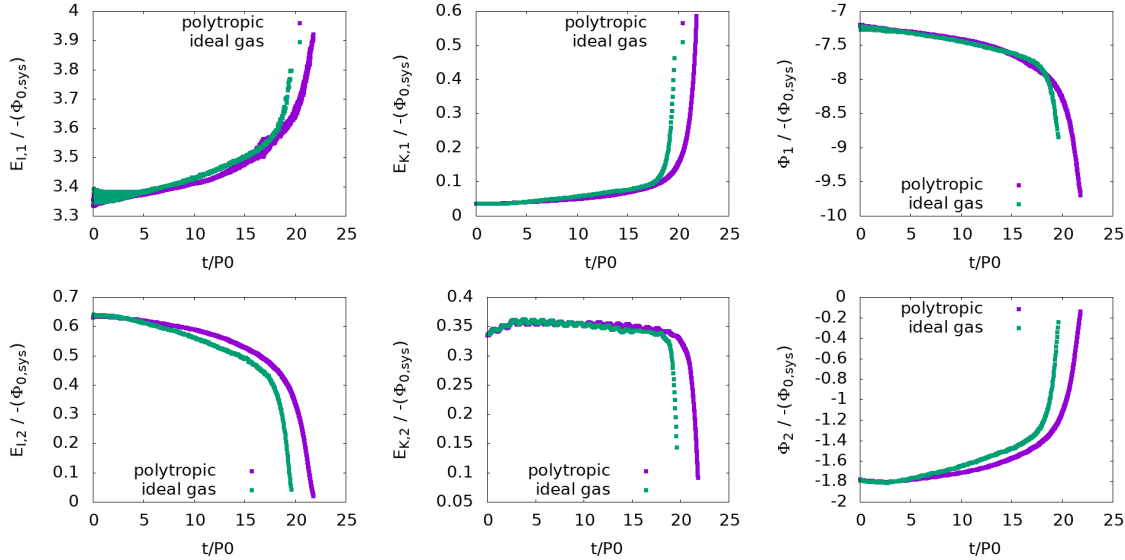 polytropic
ideal gas
4
3.9
3.8
3.7
3.6
3.5
3.4
3.3
0 5 10 15 20 25
t/P0
E_{I,1} / -(Φ_{0,sys})
polytropic
ideal gas
0.6
0.5
0.4
0.3
0.2
0.1
0
0 5 10 15 20 25
t/P0
E_{K,1} / -(Φ_{0,sys})
polytropic
ideal gas
-7
-7.5
-8
-8.5
-9
-9.5
-10
0 5 10 15 20 25
t/P0
Φ_1 / -(Φ_{0,sys})
polytropic
ideal gas
0.7
0.6
0.5
0.4
0.3
0.2
0.1
0
0 5 10 15 20 25
t/P0
E_{I,2} / -(Φ_{0,sys})
polytropic
ideal gas
0.4
0.35
0.3
0.25
0.2
0.15
0.1
0.05
0 5 10 15 20 25
t/P0
E_{K,2} / -(Φ_{0,sys})
polytropic
ideal gas
0
-0.2
-0.4
-0.6
-0.8
-1
-1.2
-1.4
-1.6
-1.8
-2
0 5 10 15 20 25
t/P0
Φ_2 / -(Φ_{0,sys})